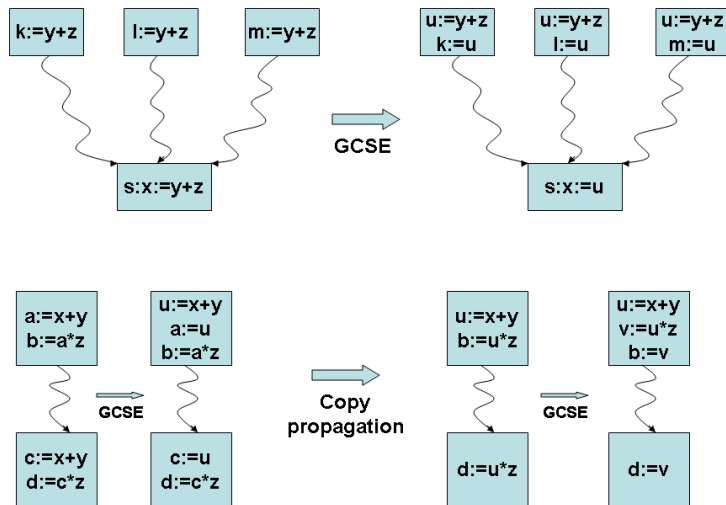 k:=y+z
l:=y+z
m:=y+z
u:=y+z
k:=u
u:=y+z
l:=u
u:=y+z
m:=u
GCSE
s:x:=y+z
s:x:=u
a:=x+y
b:=a*z
u:=x+y
a:=u
b:=a*z
u:=x+y
b:=u*z
u:=x+y
v:=u*z
b:=v
GCSE
Copy
propagation
GCSE
c:=x+y
d:=c*z
c:=u
d:=c*z
d:=u*z
d:=v